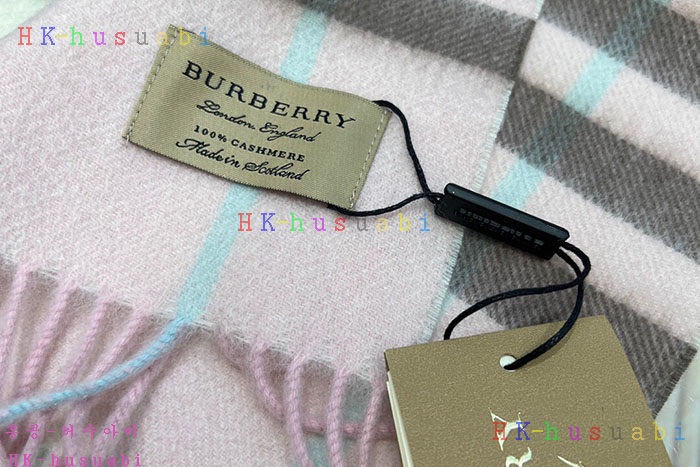 HK-husuabi
BURBERRY
London, England
100% CASHMERE
Made in Scotland
HK-husuabi
HK-husuabi
HK-husuabi